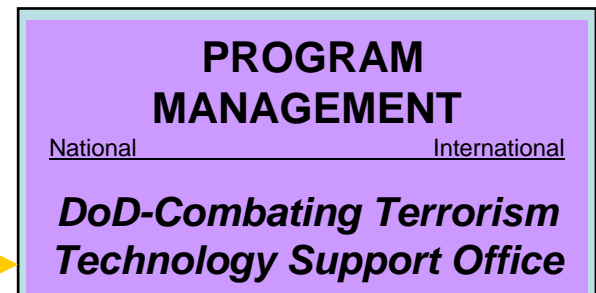 PROGRAM
MANAGEMENT
National International
DoD-Combating Terrorism
Technology Support Office